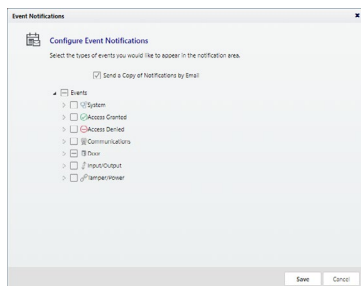 Event Notifications
Configure Event Notifications
Select the types of events you would like to appear in the notification area.
Send a Copy of Notifications by Email
Events
System
Access Granted
Access Denied
Communications
Door
Input/Output
Tamper/Power
Save Cancel